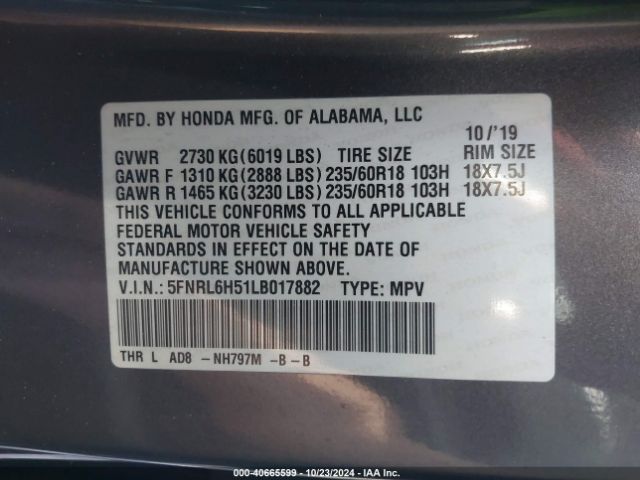 MFD. BY HONDA MFG. OF ALABAMA, LLC
10/'19
GVWR 2730 KG(6019 LBS) TIRE SIZE RIM SIZE
GAWR F 1310 KG(2888 LBS) 235/60R18 103H 18X7.5J
GAWR R 1465 KG(3230 LBS) 235/60R18 103H 18X7.5J
THIS VEHICLE CONFORMS TO ALL APPLICABLE
FEDERAL MOTOR VEHICLE SAFETY
STANDARDS IN EFFECT ON THE DATE OF
MANUFACTURE SHOWN ABOVE.
V.I.N.: 5FNRL6H51LB017882 TYPE: MPV
THR L AD8 -NH797M -B -B
© 40665599 - 10/23/2024 - IAA Inc.